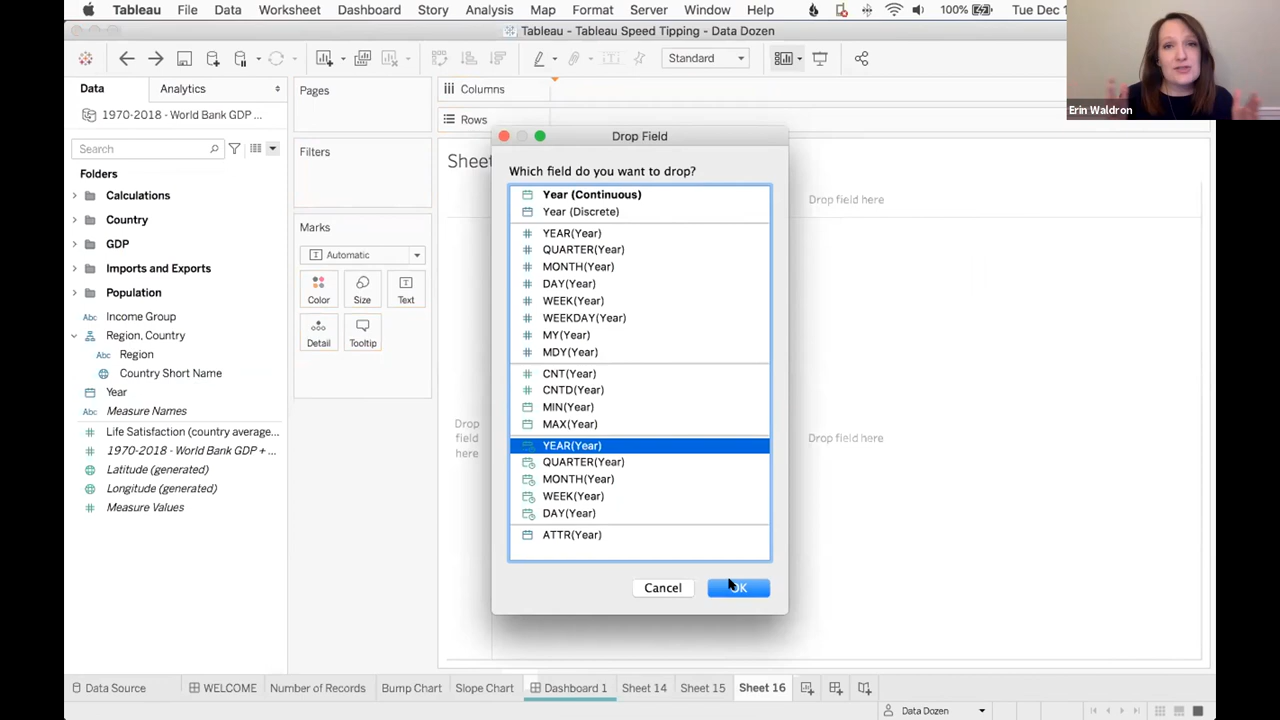 Tableau File Data Worksheet Dashboard Story Analysis Map Format Server Window Help 100% Tue Dec 1
Tableau - Tableau Speed Tipping - Data Dozen
Standard
Erin Waldron
Data Analytics
Pages
Columns
1970-2018 - World Bank GDP ...
Rows
Search
Filters
Sheet
Drop Field
Which field do you want to drop?
Year (Continuous)
Year (Discrete)
YEAR(Year)
QUARTER(Year)
MONTH(Year)
DAY(Year)
WEEK(Year)
WEEKDAY(Year)
MY(Year)
MDY(Year)
CNT(Year)
CNTD(Year)
MIN(Year)
MAX(Year)
YEAR(Year)
QUARTER(Year)
MONTH(Year)
WEEK(Year)
DAY(Year)
ATTR(Year)
Cancel
OK
Folders
Calculations
Country
GDP
Imports and Exports
Population
Abc Income Group
Region, Country
Abc Region
Country Short Name
Year
Abc Measure Names
Life Satisfaction (country average...
1970-2018 - World Bank GDP + ...
Latitude (generated)
Longitude (generated)
Measure Values
Marks
Automatic
Color Size Text
Detail Tooltip
Drop field here
Drop
field
here
Drop field here
Data Source WELCOME Number of Records Bump Chart Slope Chart Dashboard 1 Sheet 14 Sheet 15 Sheet 16
Data Dozen